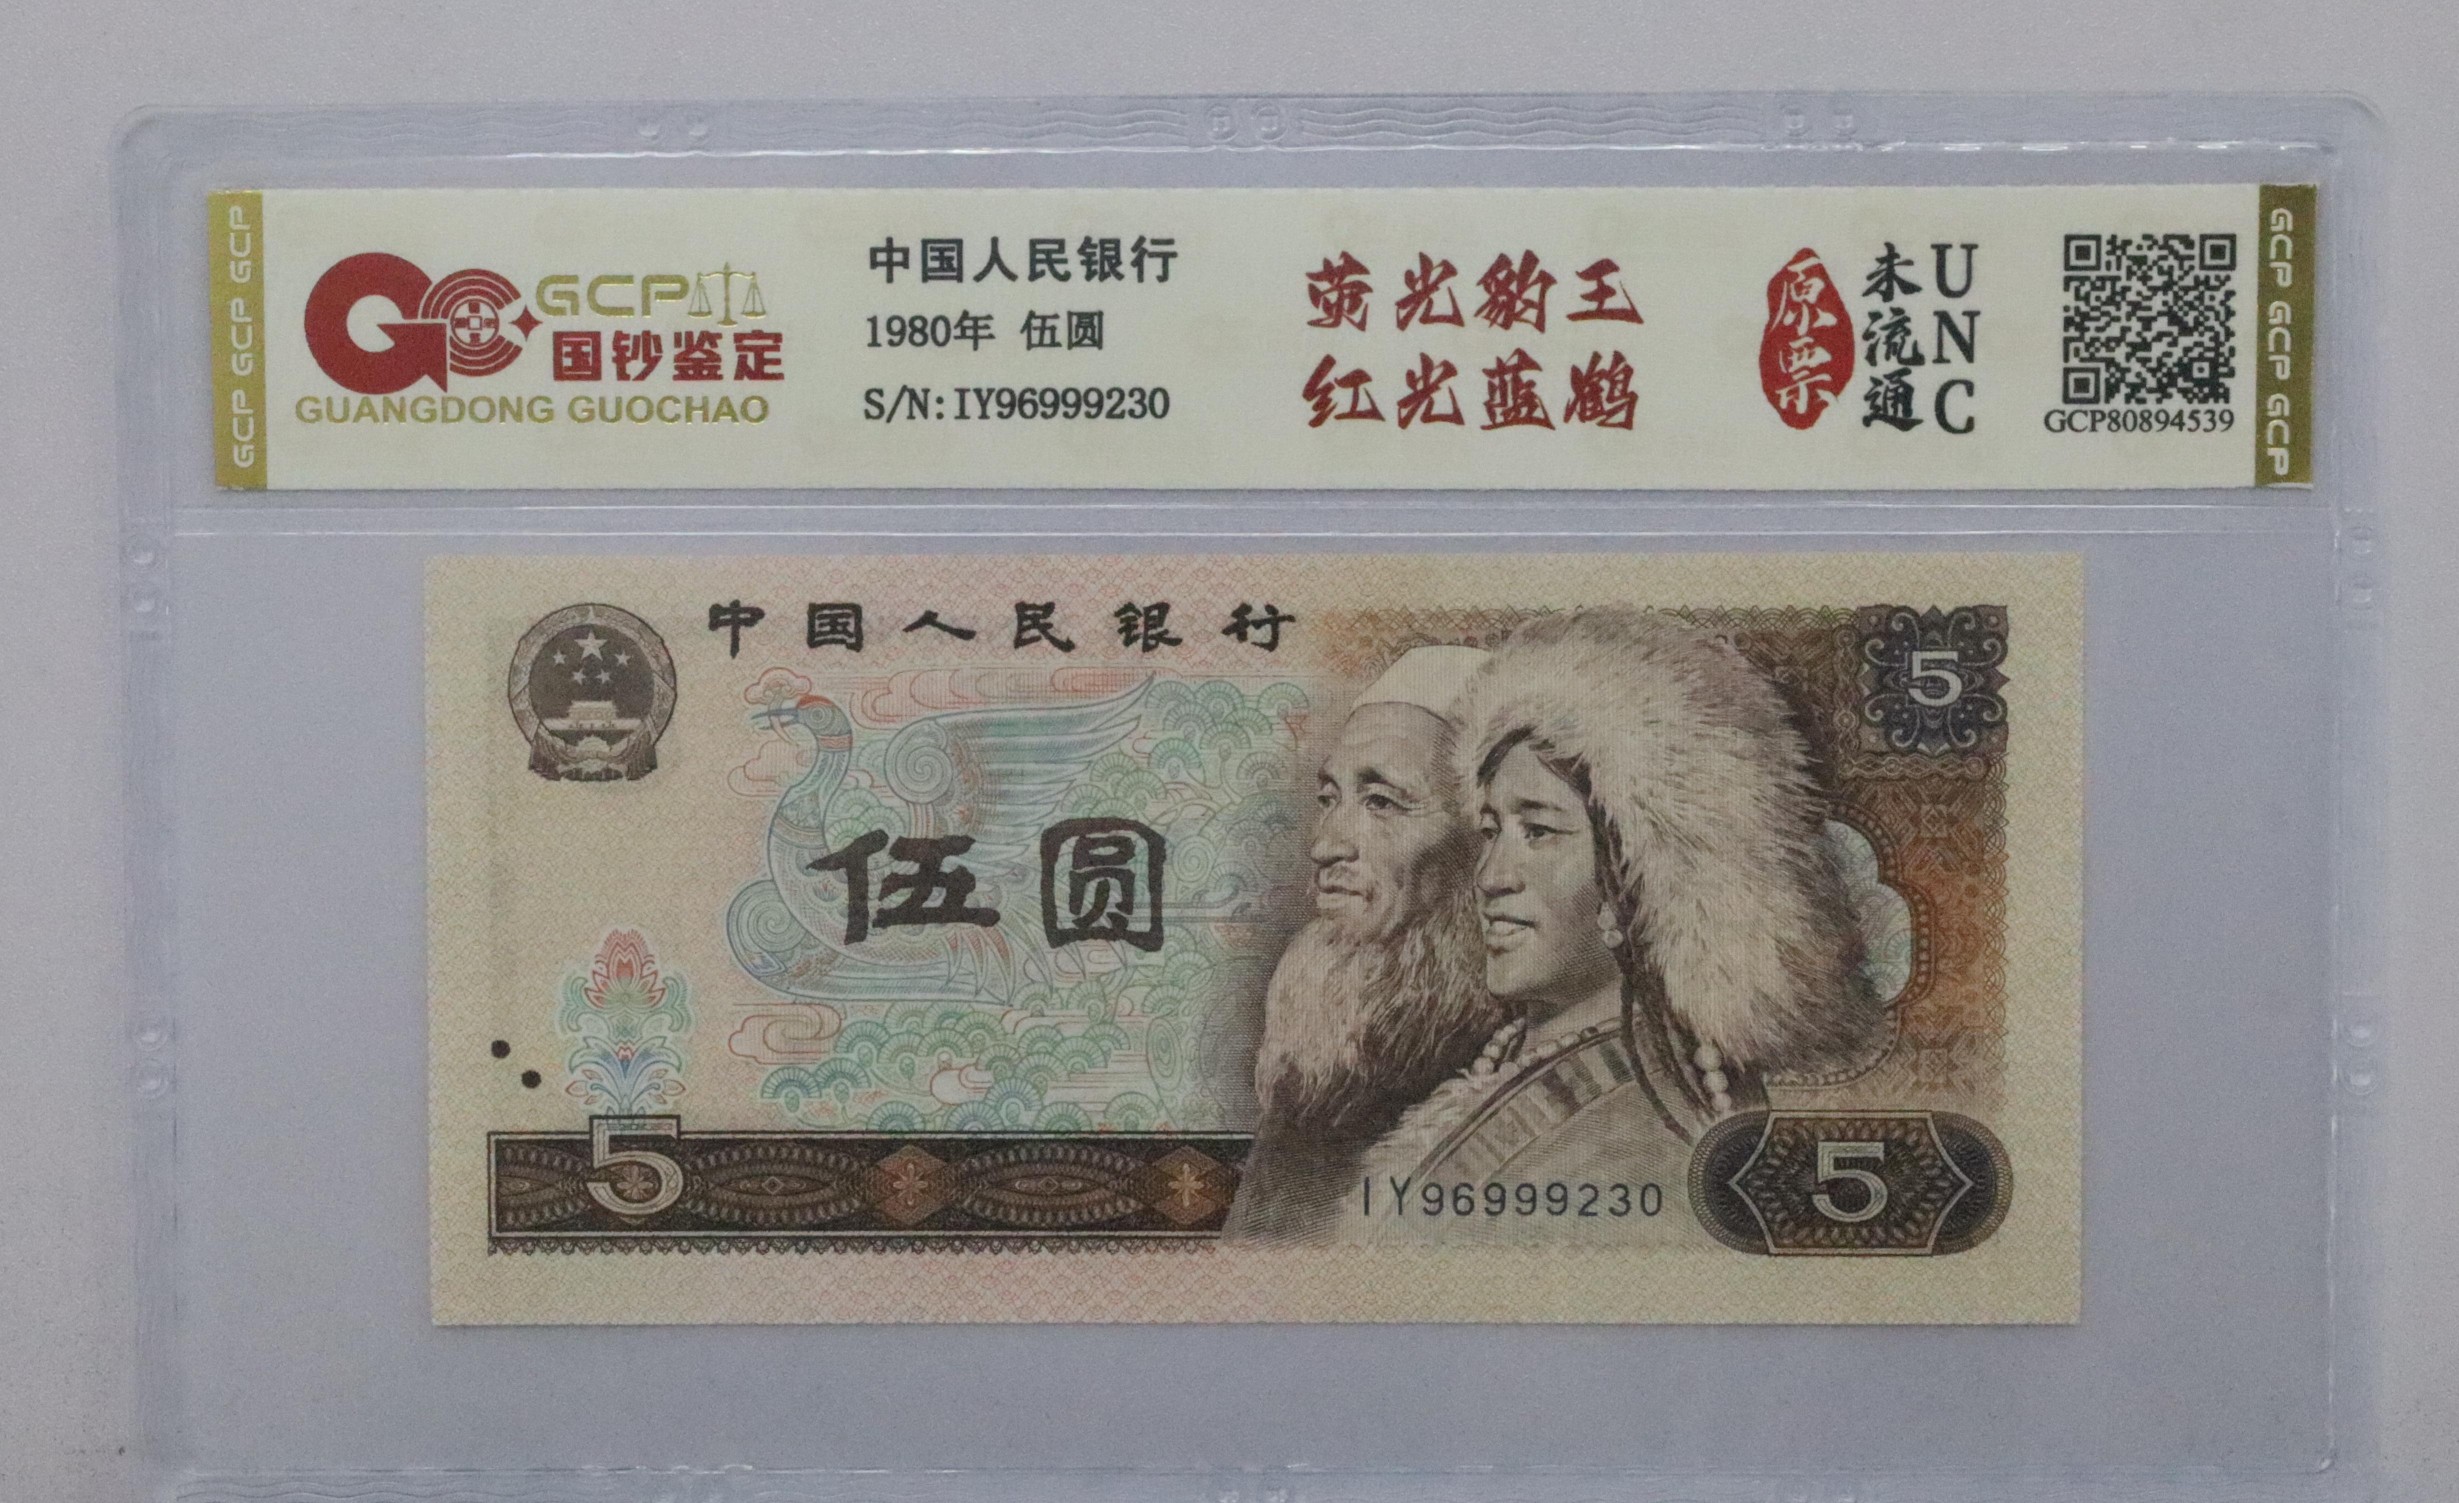 GCP GCP GCP
GCP
国钞鉴定
GUANGDONG GUOCHAO
中国人民银行
1980年 伍圆
S/N:IY96999230
荧光豹王
红光蓝鹤
原票
未流通
UNC
GCP80894539
GCP GCP GCP
中国人民银行
5
伍圆
5
IY96999230
5